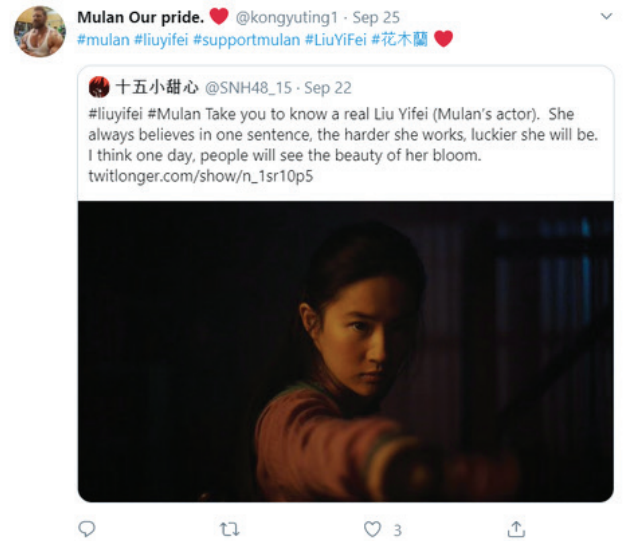 Mulan Our pride. ❤ @kongyuting1 · Sep 25
#mulan #liuyifei #supportmulan #LiuYiFei #花木蘭 ❤
十五小甜心 @SNH48_15 · Sep 22
#liuyifei #Mulan Take you to know a real Liu Yifei (Mulan's actor). She
always believes in one sentence, the harder she works, luckier she will be.
I think one day, people will see the beauty of her bloom.
twitlonger.com/show/n_1sr10p5
3